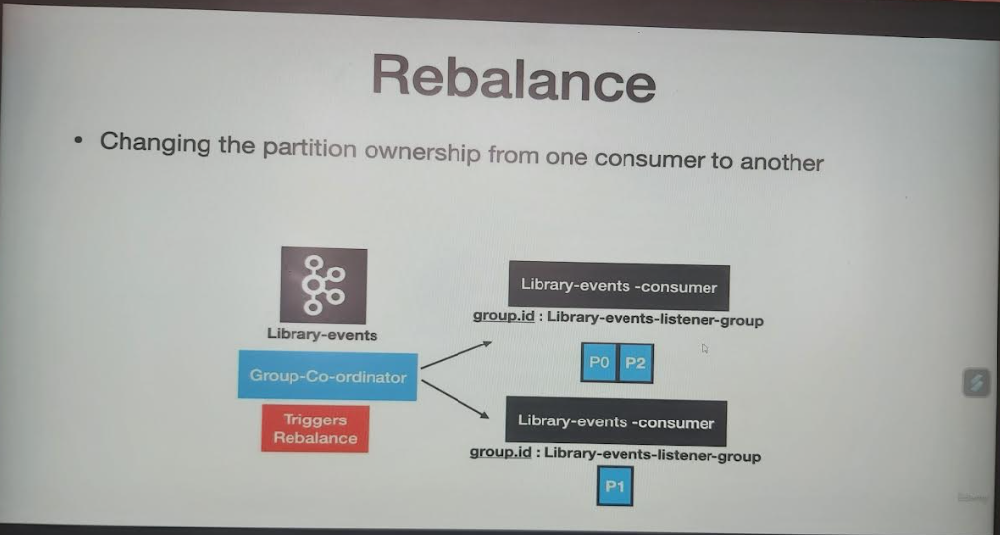 Rebalance
• Changing the partition ownership from one consumer to another
Library-events
Group-Co-ordinator
Triggers
Rebalance
Library-events -consumer
group.id : Library-events-listener-group
P0 P2
Library-events -consumer
group.id : Library-events-listener-group
P1
Udemy